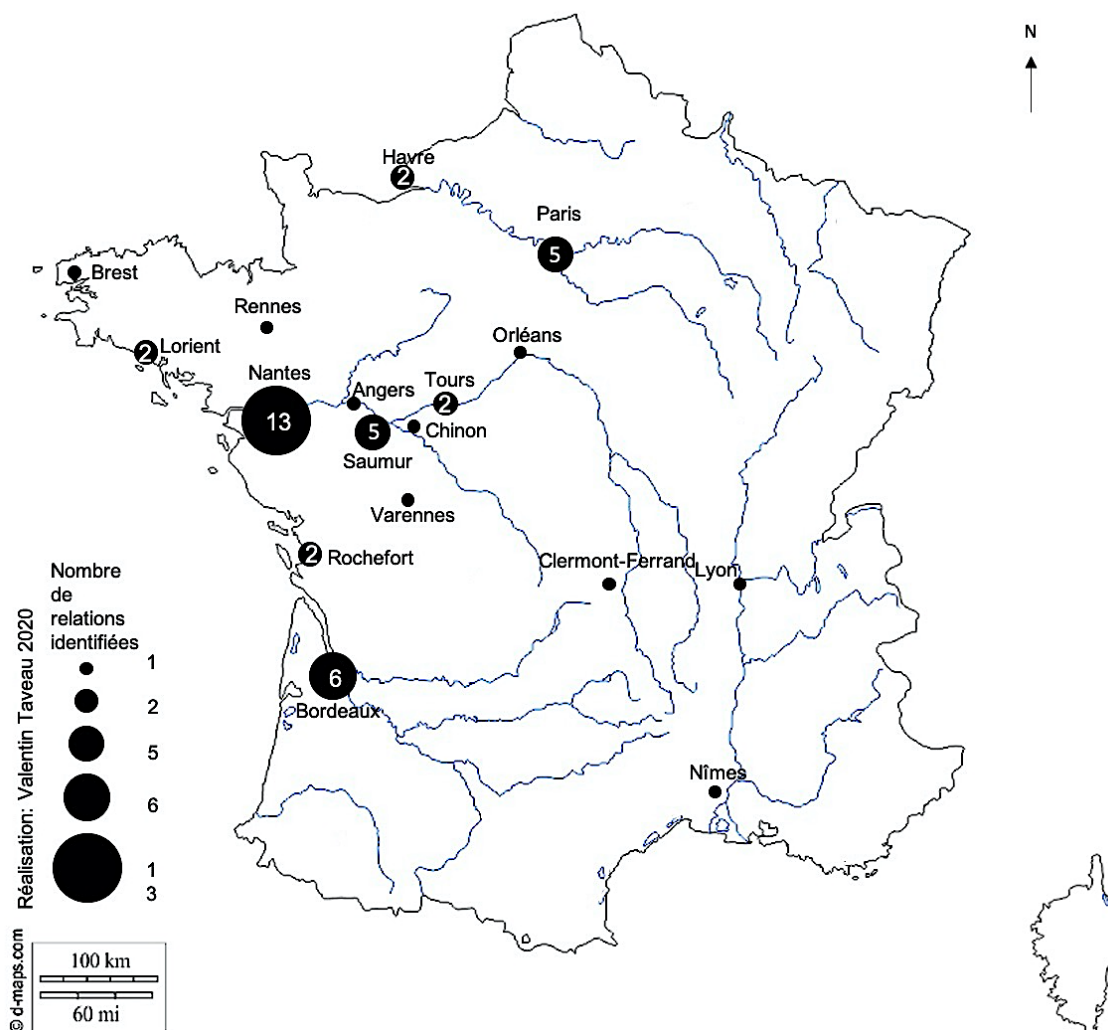 N
Havre
2
Paris
5
Brest
Rennes
Orléans
2
Lorient
Nantes
Angers
Tours
2
13
5
Chinon
Saumur
Varennes
2
Rochefort
Clermont-Ferrand
Lyon
Nombre
de
relations
identifiées
1
2
5
6
1
3
6
Bordeaux
Nîmes
Réalisation: Valentin Taveau 2020
© d-maps.com
100 km
60 mi